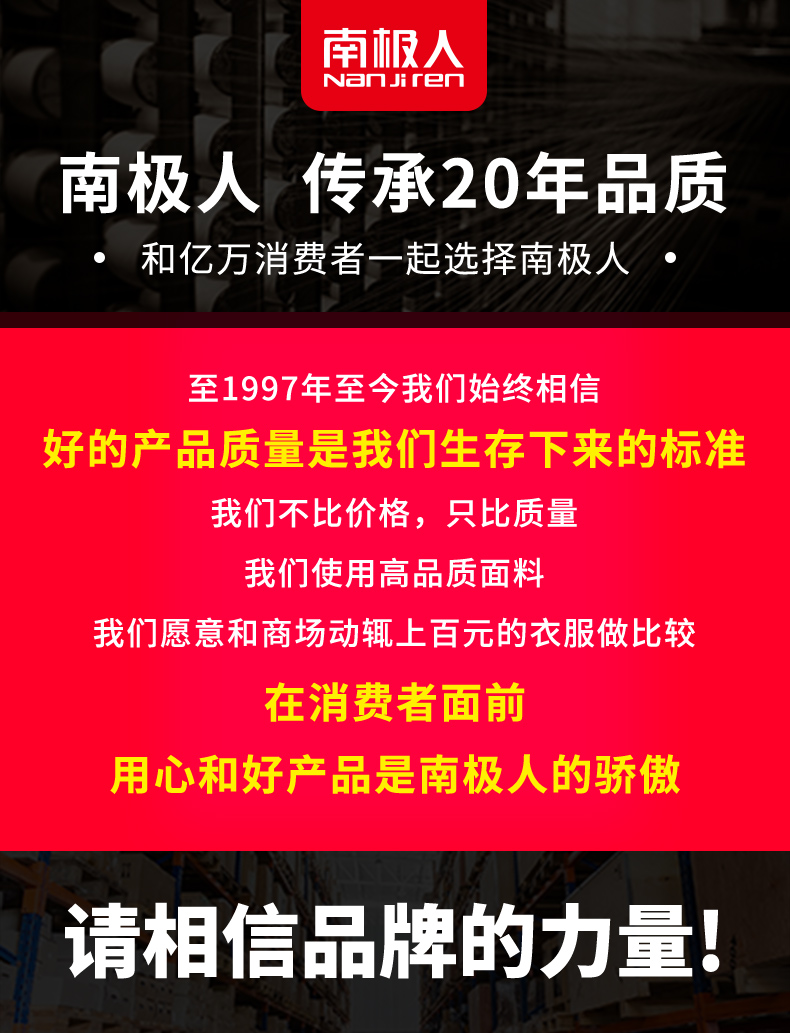 南极人
NanJiren
南极人 传承20年品质
• 和亿万消费者一起选择南极人 •
至1997年至今我们始终相信
好的产品质量是我们生存下来的标准
我们不比价格，只比质量
我们使用高品质面料
我们愿意和商场动辄上百元的衣服做比较
在消费者面前
用心和好产品是南极人的骄傲
请相信品牌的力量!